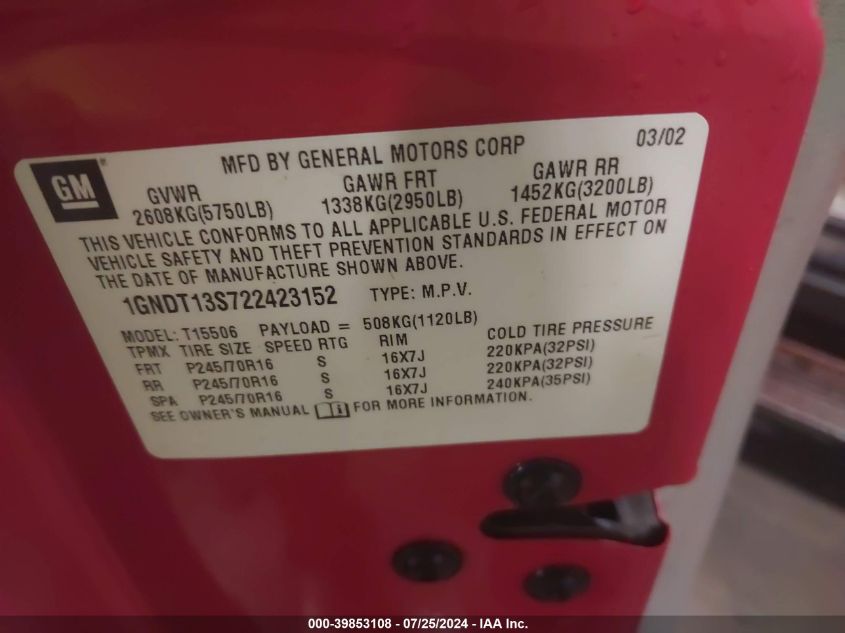 GM®
MFD BY GENERAL MOTORS CORP 03/02
GVWR GAWR FRT GAWR RR
2608KG(5750LB) 1338KG(2950LB) 1452KG(3200LB)
THIS VEHICLE CONFORMS TO ALL APPLICABLE U.S. FEDERAL MOTOR
VEHICLE SAFETY AND THEFT PREVENTION STANDARDS IN EFFECT ON
THE DATE OF MANUFACTURE SHOWN ABOVE.
1GNDT13S722423152 TYPE: M.P.V.
MODEL: T15506 PAYLOAD = 508KG(1120LB)
TPMX TIRE SIZE SPEED RTG RIM COLD TIRE PRESSURE
FRT P245/70R16 S 16X7J 220KPA(32PSI)
RR P245/70R16 S 16X7J 220KPA(32PSI)
SPA P245/70R16 S 16X7J 240KPA(35PSI)
SEE OWNER'S MANUAL FOR MORE INFORMATION.
000-39853108 - 07/25/2024 - IAA Inc.